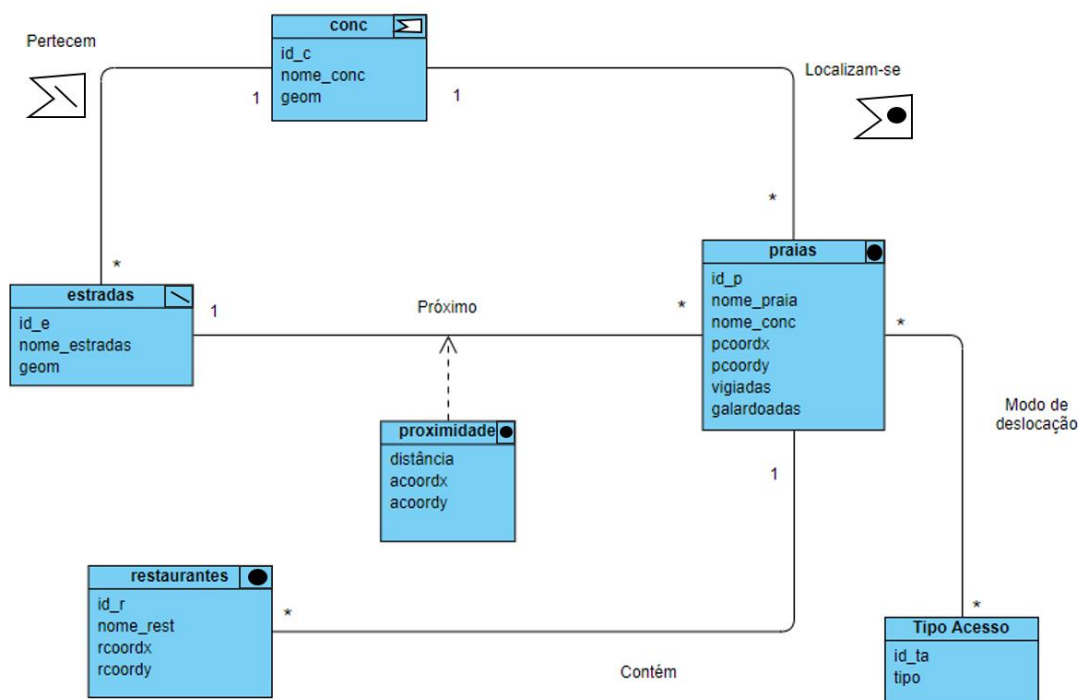 conc
id_c
nome_conc
geom
Pertecem
1
1
Localizam-se
*
*
estradas
id_e
nome_estradas
geom
1
Próximo
*
praias
id_p
nome_praia
nome_conc
pcoordx
pcoordy
vigiadas
galardoadas
*
Modo de
deslocação
proximidade
distância
acoordx
acoordy
1
restaurantes
id_r
nome_rest
rcoordx
rcoordy
*
Contém
*
Tipo Acesso
id_ta
tipo